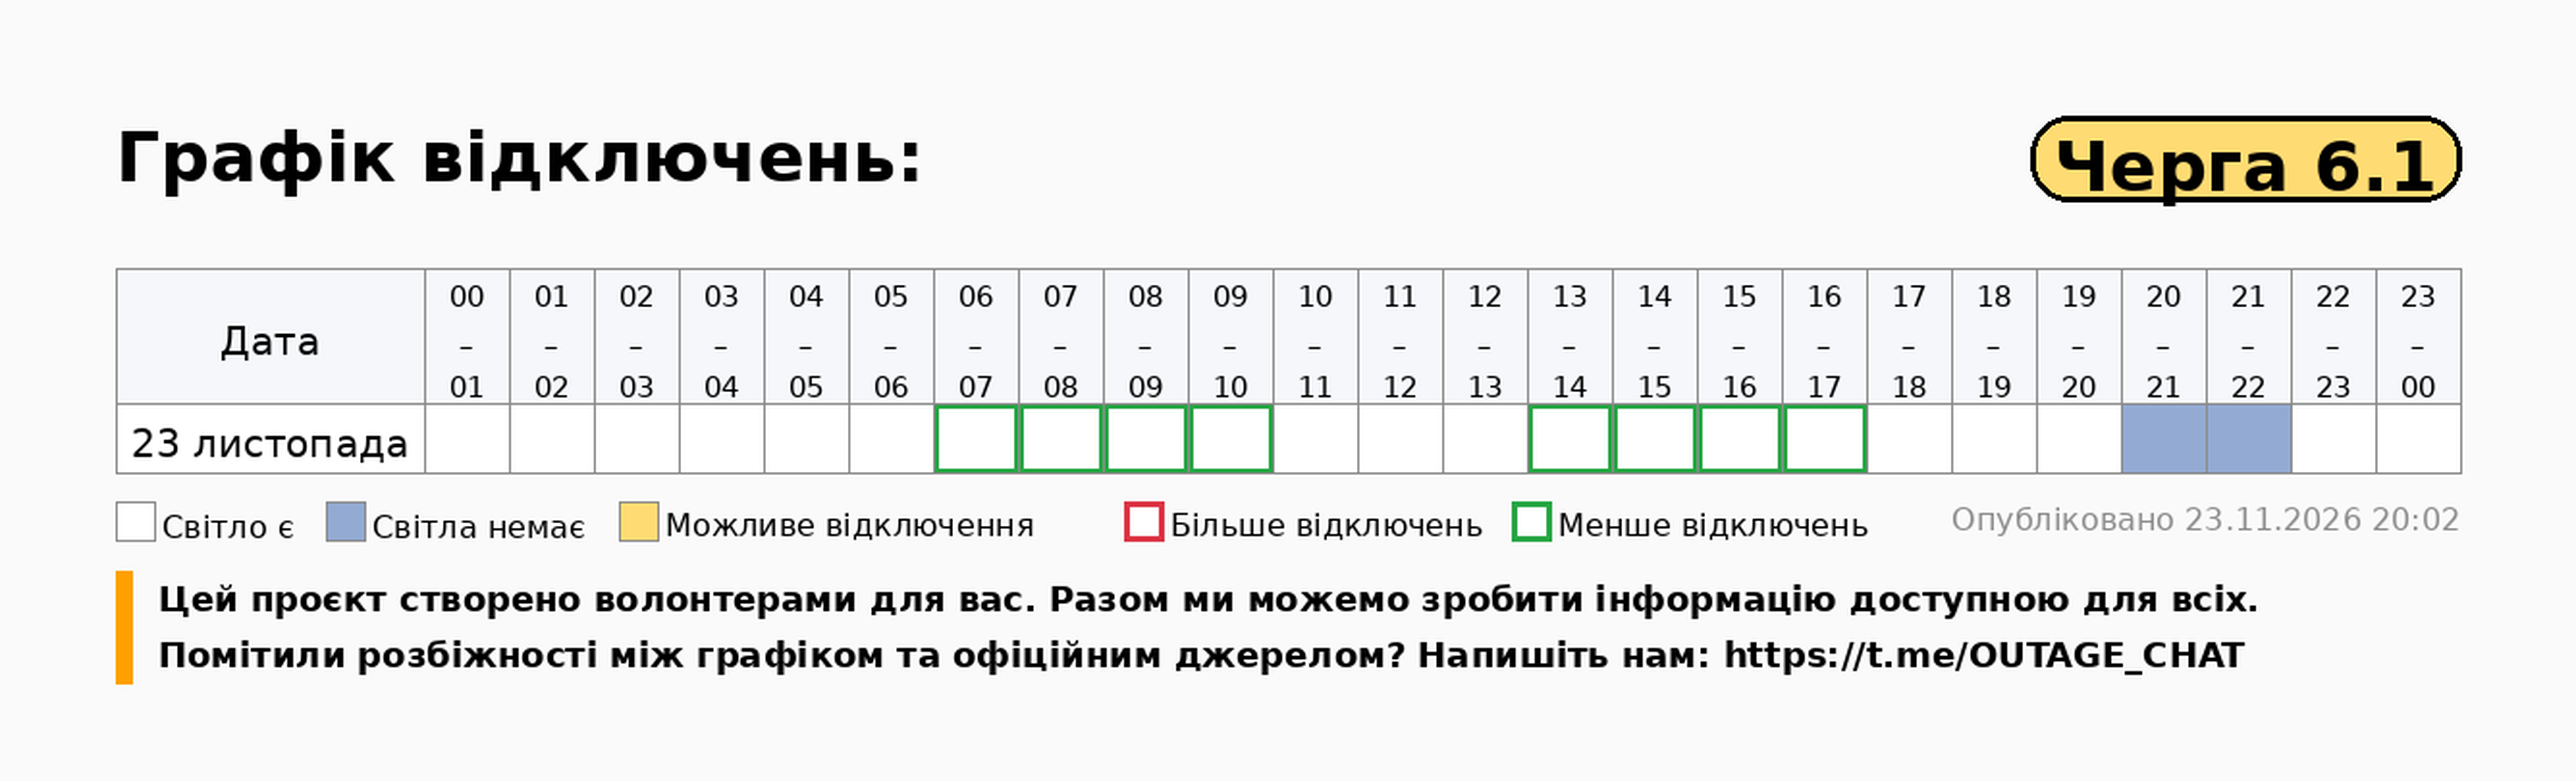 Графік відключень:
Черга 6.1
Дата 00 – 01 01 – 02 02 – 03 03 – 04 04 – 05 05 – 06 06 – 07 07 – 08 08 – 09 09 – 10 10 – 11 11 – 12 12 – 13 13 – 14 14 – 15 15 – 16 16 – 17 17 – 18 18 – 19 19 – 20 20 – 21 21 – 22 22 – 23 23 – 00
23 листопада
Світло є Світла немає Можливе відключення Більше відключень Менше відключень Опубліковано 23.11.2026 20:02
Цей проєкт створено волонтерами для вас. Разом ми можемо зробити інформацію доступною для всіх.
Помітили розбіжності між графіком та офіційним джерелом? Напишіть нам: https://t.me/OUTAGE_CHAT